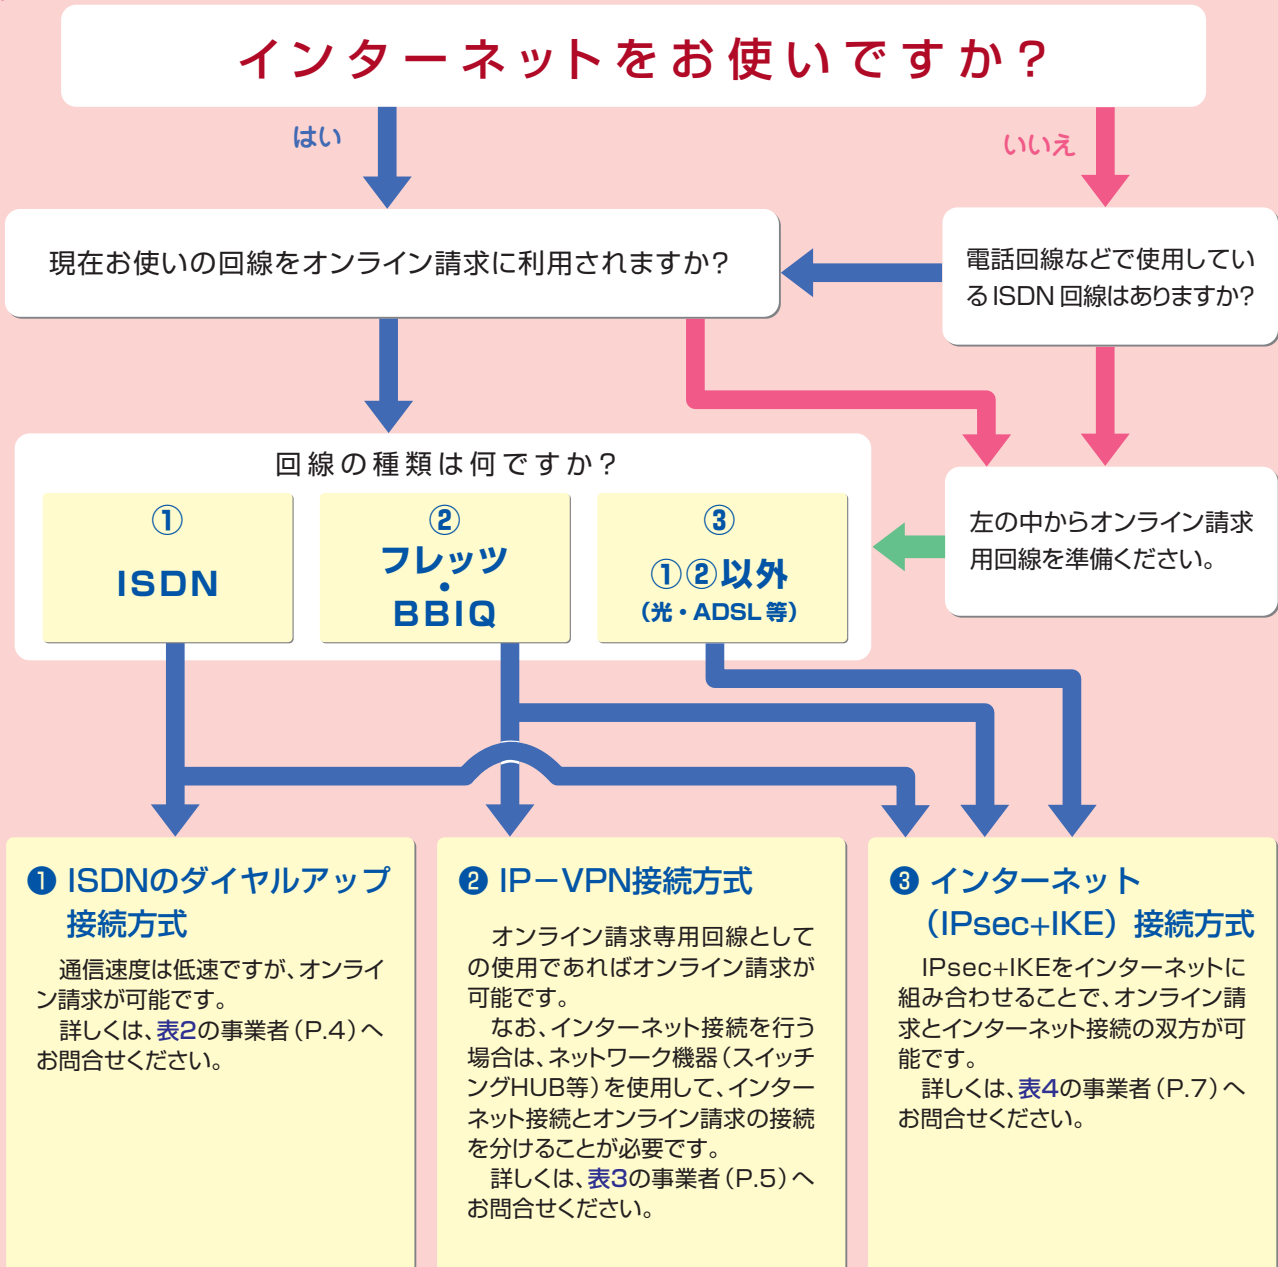 インターネットをお使いですか？
はい
いいえ
現在お使いの回線をオンライン請求に利用されますか？
電話回線などで使用してい
るISDN回線はありますか？
回線の種類は何ですか？
①
ISDN
②
フレッツ
・
BBIQ
③
①②以外
（光・ADSL等）
左の中からオンライン請求
用回線を準備ください。
❶ ISDNのダイヤルアップ
接続方式
通信速度は低速ですが、オンライ
ン請求が可能です。
詳しくは、表2の事業者（P.4）へ
お問合せください。
❷ IP－VPN接続方式
オンライン請求専用回線として
の使用であればオンライン請求が
可能です。
なお、インターネット接続を行う
場合は、ネットワーク機器（スイッチ
ングHUB等）を使用して、インター
ネット接続とオンライン請求の接続
を分けることが必要です。
詳しくは、表3の事業者（P.5）へ
お問合せください。
❸ インターネット
（IPsec+IKE）接続方式
IPsec+IKEをインターネットに
組み合わせることで、オンライン請
求とインターネット接続の双方が可
能です。
詳しくは、表4の事業者（P.7）へ
お問合せください。